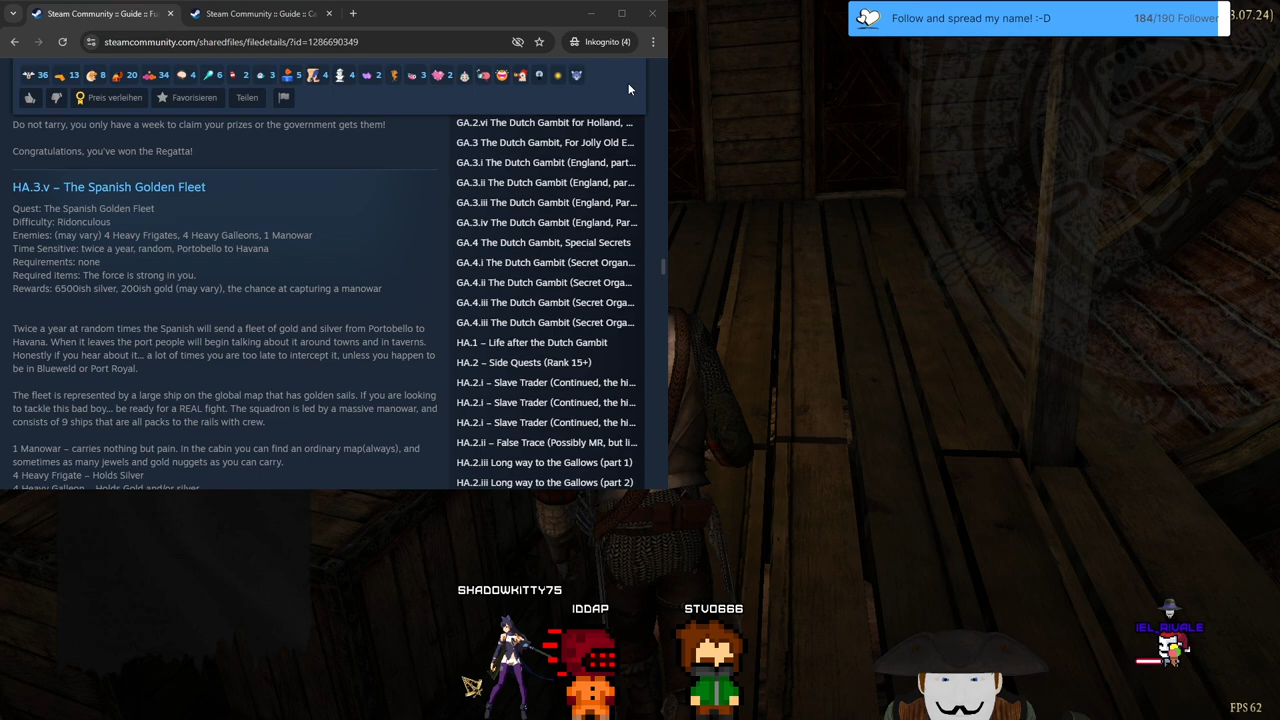 Steam Community :: Guide :: Fu
Steam Community :: Guide :: Ca
steamcommunity.com/sharedfiles/filedetails/?id=1286690349
Inkognito (4)
36 13 8 20 34 4 6 2 3 5 4 4 2 3 2
Preis verleihen
Favorisieren
Teilen
Do not tarry, you only have a week to claim your prizes or the government gets them!
Congratulations, you've won the Regatta!
HA.3.v – The Spanish Golden Fleet
Quest: The Spanish Golden Fleet
Difficulty: Ridonculous
Enemies: (may vary) 4 Heavy Frigates, 4 Heavy Galleons, 1 Manowar
Time Sensitive: twice a year, random, Portobello to Havana
Requirements: none
Required items: The force is strong in you.
Rewards: 6500ish silver, 200ish gold (may vary), the chance at capturing a manowar
Twice a year at random times the Spanish will send a fleet of gold and silver from Portobello to
Havana. When it leaves the port people will begin talking about it around towns and in taverns.
Honestly if you hear about it... a lot of times you are too late to intercept it, unless you happen to
be in Blueweld or Port Royal.
The fleet is represented by a large ship on the global map that has golden sails. If you are looking
to tackle this bad boy... be ready for a REAL fight. The squadron is led by a massive manowar, and
consists of 9 ships that are all packs to the rails with crew.
1 Manowar – carries nothing but pain. In the cabin you can find an ordinary map(always), and
sometimes as many jewels and gold nuggets as you can carry.
4 Heavy Frigate – Holds Silver
4 Heavy Galleon – Holds Gold and/or silver
GA.2.vi The Dutch Gambit for Holland, ...
GA.3 The Dutch Gambit, For Jolly Old E...
GA.3.i The Dutch Gambit (England, part...
GA.3.ii The Dutch Gambit (England, par...
GA.3.iii The Dutch Gambit (England, Par...
GA.3.iv The Dutch Gambit (England, Par...
GA.4 The Dutch Gambit, Special Secrets
GA.4.i The Dutch Gambit (Secret Organ...
GA.4.ii The Dutch Gambit (Secret Orga...
GA.4.iii The Dutch Gambit (Secret Orga...
GA.4.iii The Dutch Gambit (Secret Orga...
HA.1 – Life after the Dutch Gambit
HA.2 – Side Quests (Rank 15+)
HA.2.i – Slave Trader (Continued, the hi...
HA.2.i – Slave Trader (Continued, the hi...
HA.2.i – Slave Trader (Continued, the hi...
HA.2.ii – False Trace (Possibly MR, but li...
HA.2.iii Long way to the Gallows (part 1)
HA.2.iii Long way to the Gallows (part 2)
Follow and spread my name! :-D
184/190 Follower
3.07.24)
SHADOWKITTY75
IDDAP
STVO666
IEL_RIVALE
FPS 62